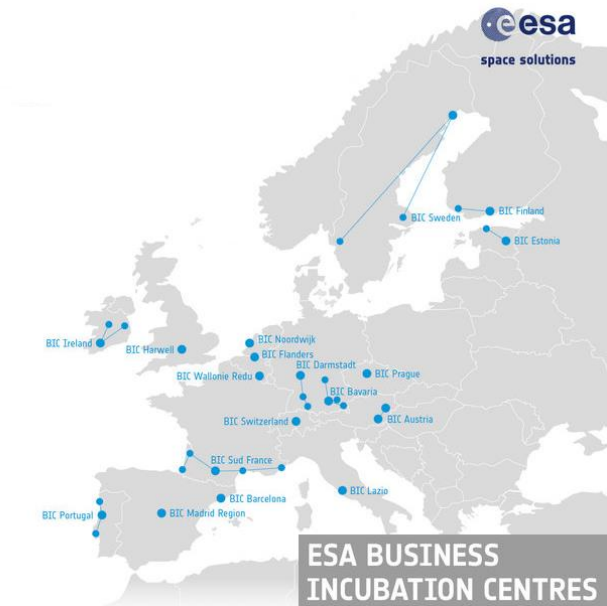 esa
space solutions
BIC Sweden
BIC Finland
BIC Estonia
BIC Ireland
BIC Harwell
BIC Noordwijk
BIC Flanders
BIC Darmstadt
BIC Wallonie Redu
BIC Prague
BIC Bavaria
BIC Switzerland
BIC Austria
BIC Sud France
BIC Lazio
BIC Barcelona
BIC Portugal
BIC Madrid Region
ESA BUSINESS
INCUBATION CENTRES